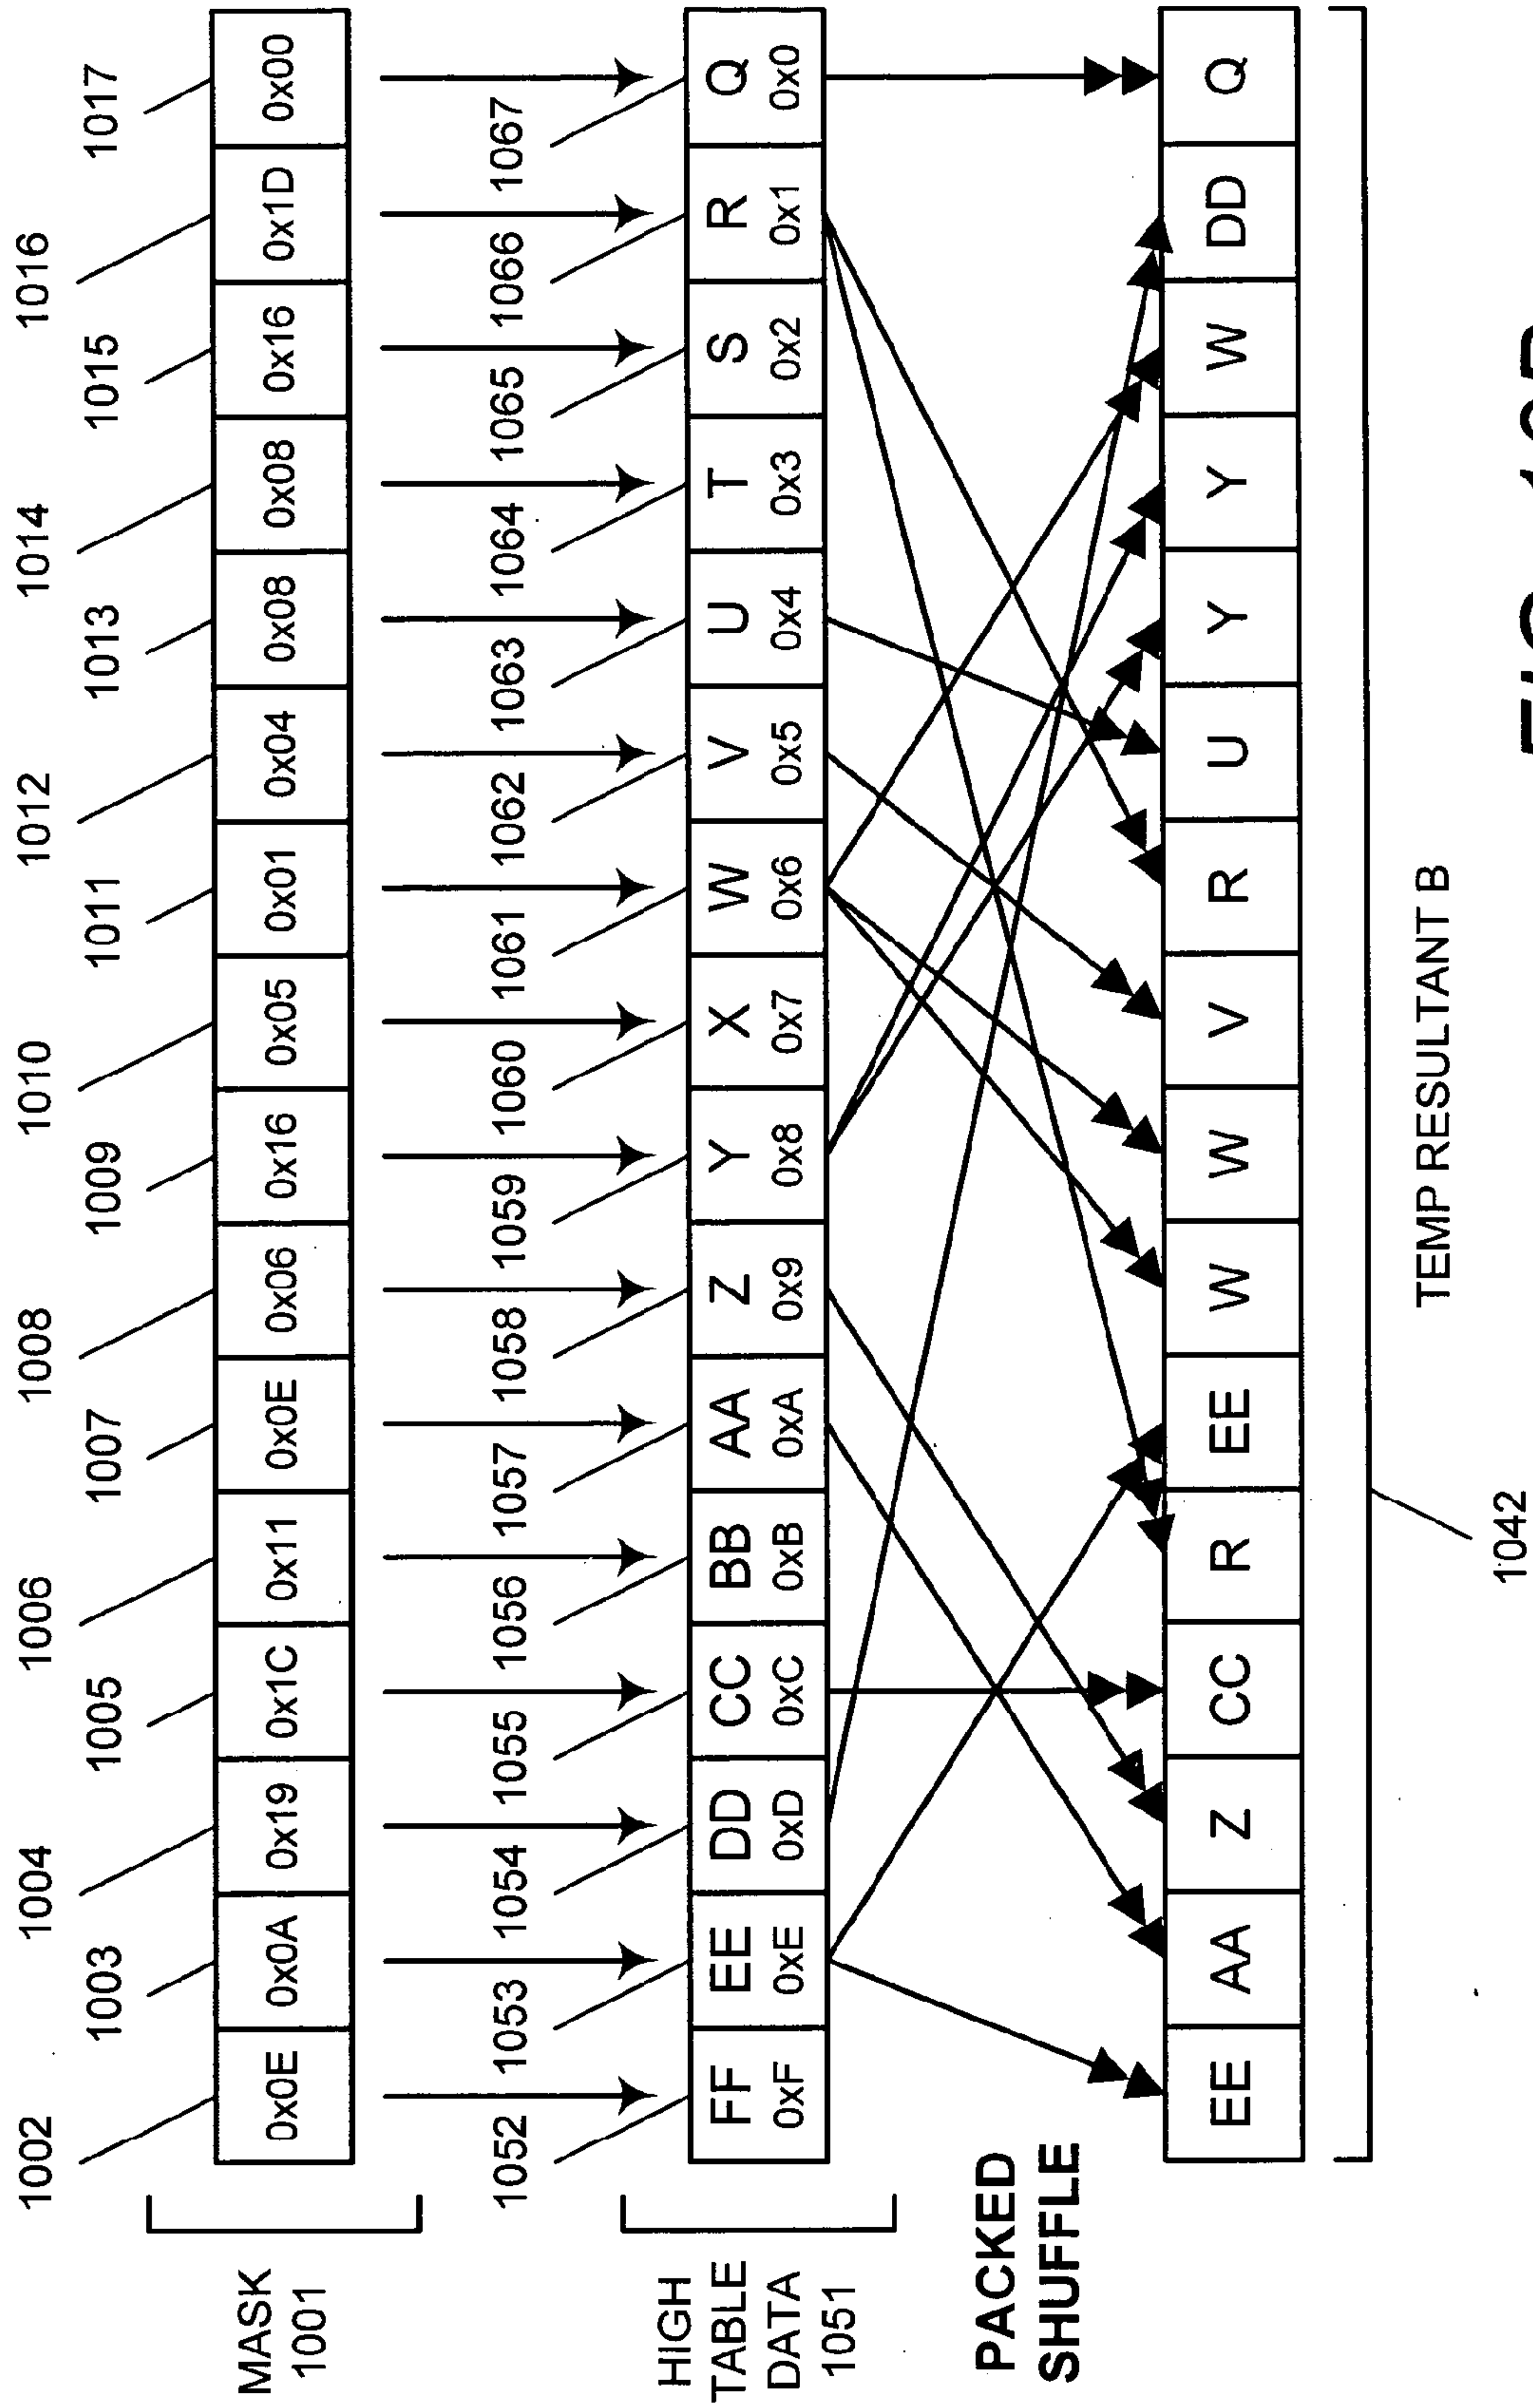 1002 1004 1006 1008 1010 1012 1014 1016
1003 1005 1007 1009 1011 1013 1015 1017
MASK
1001
0x0E 0x0A 0x19 0x1C 0x11 0x0E 0x06 0x16 0x05 0x01 0x04 0x08 0x08 0x16 0x1D 0x00
1052 1053 1054 1055 1056 1057 1058 1059 1060 1061 1062 1063 1064 1065 1066 1067
HIGH
TABLE
DATA
1051
FF EE DD CC BB AA Z Y X W V U T S R Q
0xF 0xE 0xD 0xC 0xB 0xA 0x9 0x8 0x7 0x6 0x5 0x4 0x3 0x2 0x1 0x0
PACKED
SHUFFLE
EE AA Z CC R EE W W V R U Y Y W DD Q
TEMP RESULTANT B
1042